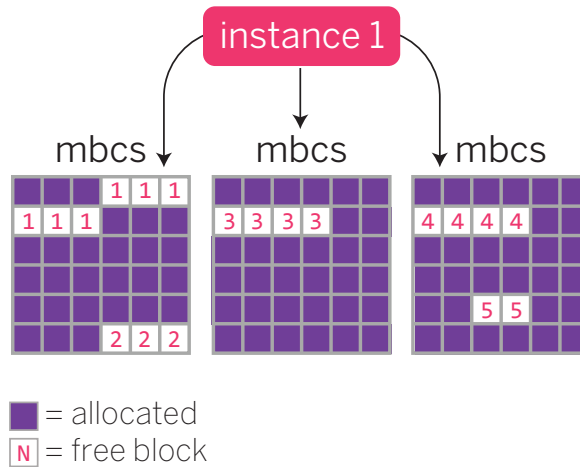 instance 1
mbcs mbcs mbcs
1 1 1
1 1 1 3 3 3 3 4 4 4 4
5 5
2 2 2
= allocated
N = free block